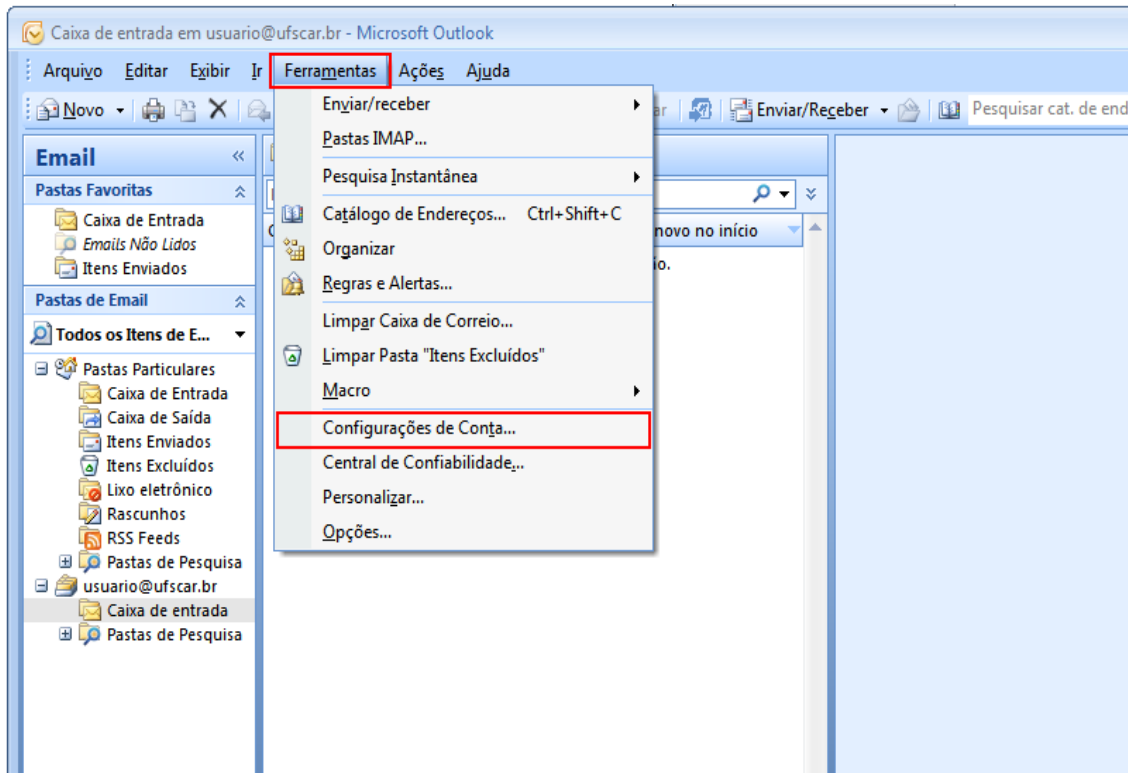 Caixa de entrada em usuario@ufscar.br - Microsoft Outlook
Arquivo Editar Exibir Ir Ferramentas Ações Ajuda
Novo Enviar/Receber Pesquisar cat. de end
Email
Pastas Favoritas
Caixa de Entrada
Emails Não Lidos
Itens Enviados
Pastas de Email
Todos os Itens de E...
Pastas Particulares
Caixa de Entrada
Caixa de Saída
Itens Enviados
Itens Excluídos
Lixo eletrônico
Rascunhos
RSS Feeds
Pastas de Pesquisa
usuario@ufscar.br
Caixa de entrada
Pastas de Pesquisa
Enviar/receber
Pastas IMAP...
Pesquisa Instantânea
Catálogo de Endereços... Ctrl+Shift+C
Organizar
Regras e Alertas...
Limpar Caixa de Correio...
Limpar Pasta "Itens Excluídos"
Macro
Configurações de Conta...
Central de Confiabilidade...
Personalizar...
Opções...
novo no início
io.